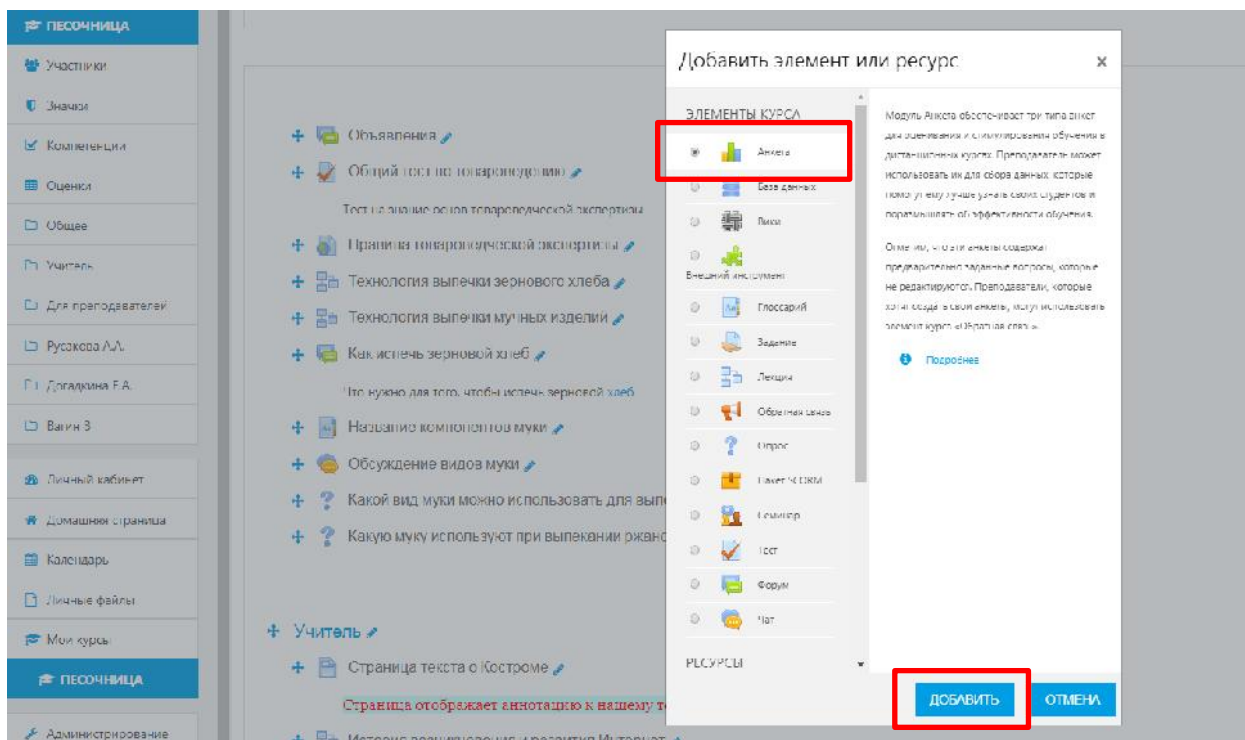 ПЕСОЧНИЦА
Участники
Значки
Компетенции
Оценки
Общее
Учитель
Для преподавателей
Русакова А.А.
Догадкина Е.А.
Вагин В
Личный кабинет
Домашняя страница
Календарь
Личные файлы
Мои курсы
ПЕСОЧНИЦА
Администрирование
Объявления
Общий тест по товароведению
Тест на знание основ товароведческой экспертизы
Правила товароведческой экспертизы
Технология выпечки зернового хлеба
Технология выпечки мучных изделий
Как испечь зерновой хлеб
Что нужно для того, чтобы испечь зерновой хлеб
Название компонентов муки
Обсуждение видов муки
Какой вид муки можно использовать для вып
Какую муку используют при выпекании ржано
Учитель
Страница текста о Костроме
Страница отображает аннотацию к нашему т
История возникновения и развития Интернет
Добавить элемент или ресурс
×
ЭЛЕМЕНТЫ КУРСА
Анкета
База данных
Вики
Внешний инструмент
Глоссарий
Задание
Лекция
Обратная связь
Опрос
Пакет SCORM
Семинар
Тест
Форум
Чат
РЕСУРСЫ
Модуль Анкета обеспечивает три типа анкет
для оценивания и стимулирования обучения в
дистанционных курсах. Преподаватель может
использовать их для сбора данных, которые
помогут ему лучше узнать своих студентов и
поразмышлять об эффективности обучения.
Отметим, что эти анкеты содержат
предварительно заданные вопросы, которые
не редактируются. Преподаватели, которые
хотят создать свои анкеты, могут использовать
элемент курса «Обратная связь».
Подробнее
ДОБАВИТЬ
ОТМЕНА